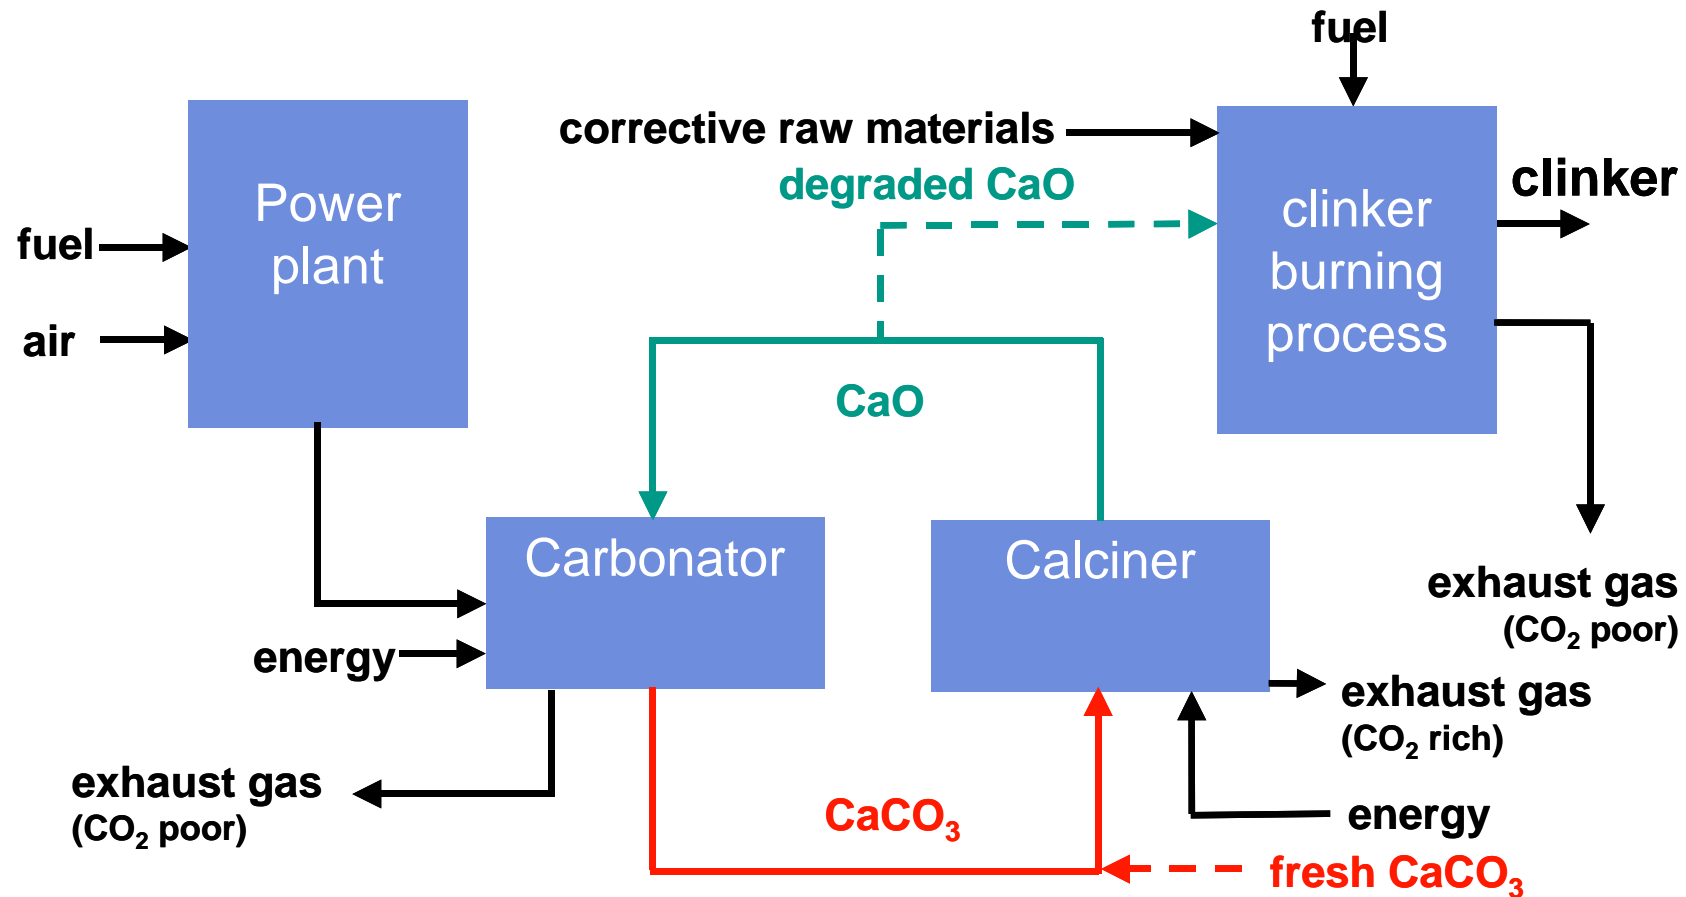 fuel
corrective raw materials
degraded CaO
clinker
Power
plant
clinker
burning
process
fuel
air
CaO
Carbonator
Calciner
exhaust gas
(CO₂ poor)
energy
exhaust gas
(CO₂ rich)
exhaust gas
(CO₂ poor)
CaCO₃
energy
fresh CaCO₃